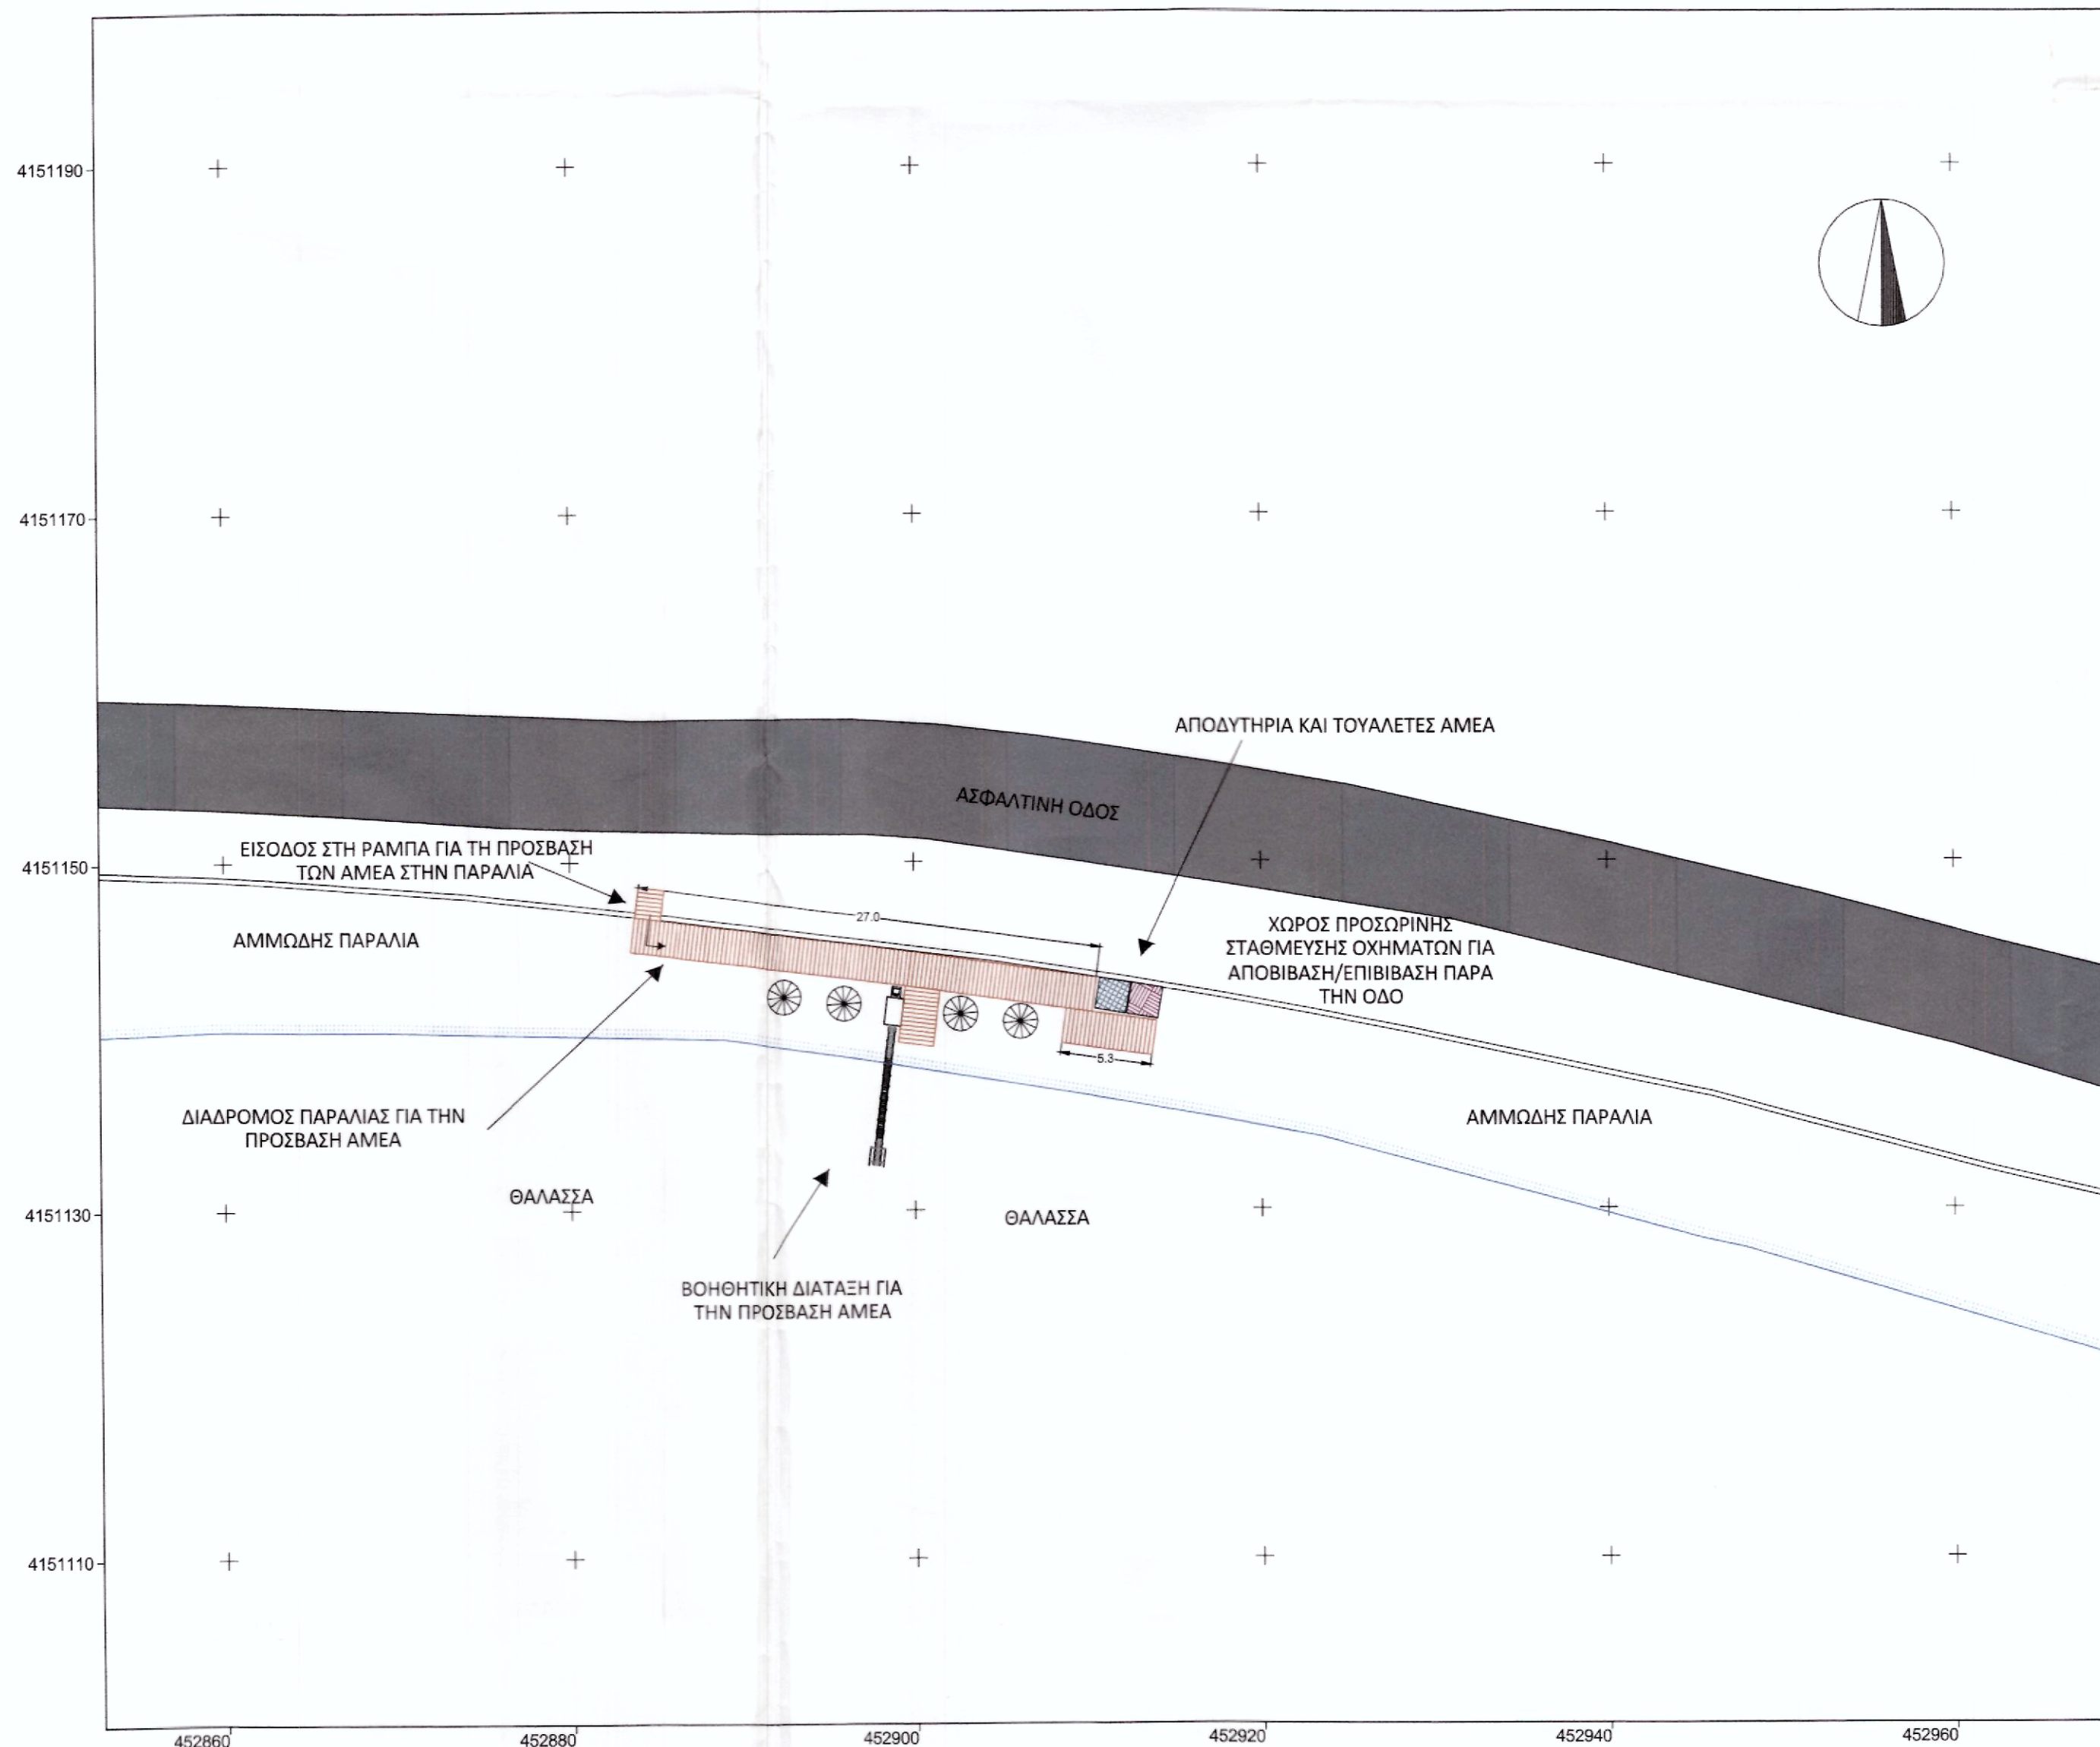 4151190
4151170
ΑΠΟΔΥΤΗΡΙΑ ΚΑΙ ΤΟΥΑΛΕΤΕΣ ΑΜΕΑ
ΑΣΦΑΛΤΙΝΗ ΟΔΟΣ
ΕΙΣΟΔΟΣ ΣΤΗ ΡΑΜΠΑ ΓΙΑ ΤΗ ΠΡΟΣΒΑΣΗ
ΤΩΝ ΑΜΕΑ ΣΤΗΝ ΠΑΡΑΛΙΑ
4151150
27.0
ΧΩΡΟΣ ΠΡΟΣΩΡΙΝΗΣ
ΣΤΑΘΜΕΥΣΗΣ ΟΧΗΜΑΤΩΝ ΓΙΑ
ΑΠΟΒΙΒΑΣΗ/ΕΠΙΒΙΒΑΣΗ ΠΑΡΑ
ΤΗΝ ΟΔΟ
ΑΜΜΩΔΗΣ ΠΑΡΑΛΙΑ
5.3
ΔΙΑΔΡΟΜΟΣ ΠΑΡΑΛΙΑΣ ΓΙΑ ΤΗΝ
ΠΡΟΣΒΑΣΗ ΑΜΕΑ
ΑΜΜΩΔΗΣ ΠΑΡΑΛΙΑ
ΘΑΛΑΣΣΑ
4151130
ΘΑΛΑΣΣΑ
ΒΟΗΘΗΤΙΚΗ ΔΙΑΤΑΞΗ ΓΙΑ
ΤΗΝ ΠΡΟΣΒΑΣΗ ΑΜΕΑ
4151110
452860
452880
452900
452920
452940
452960